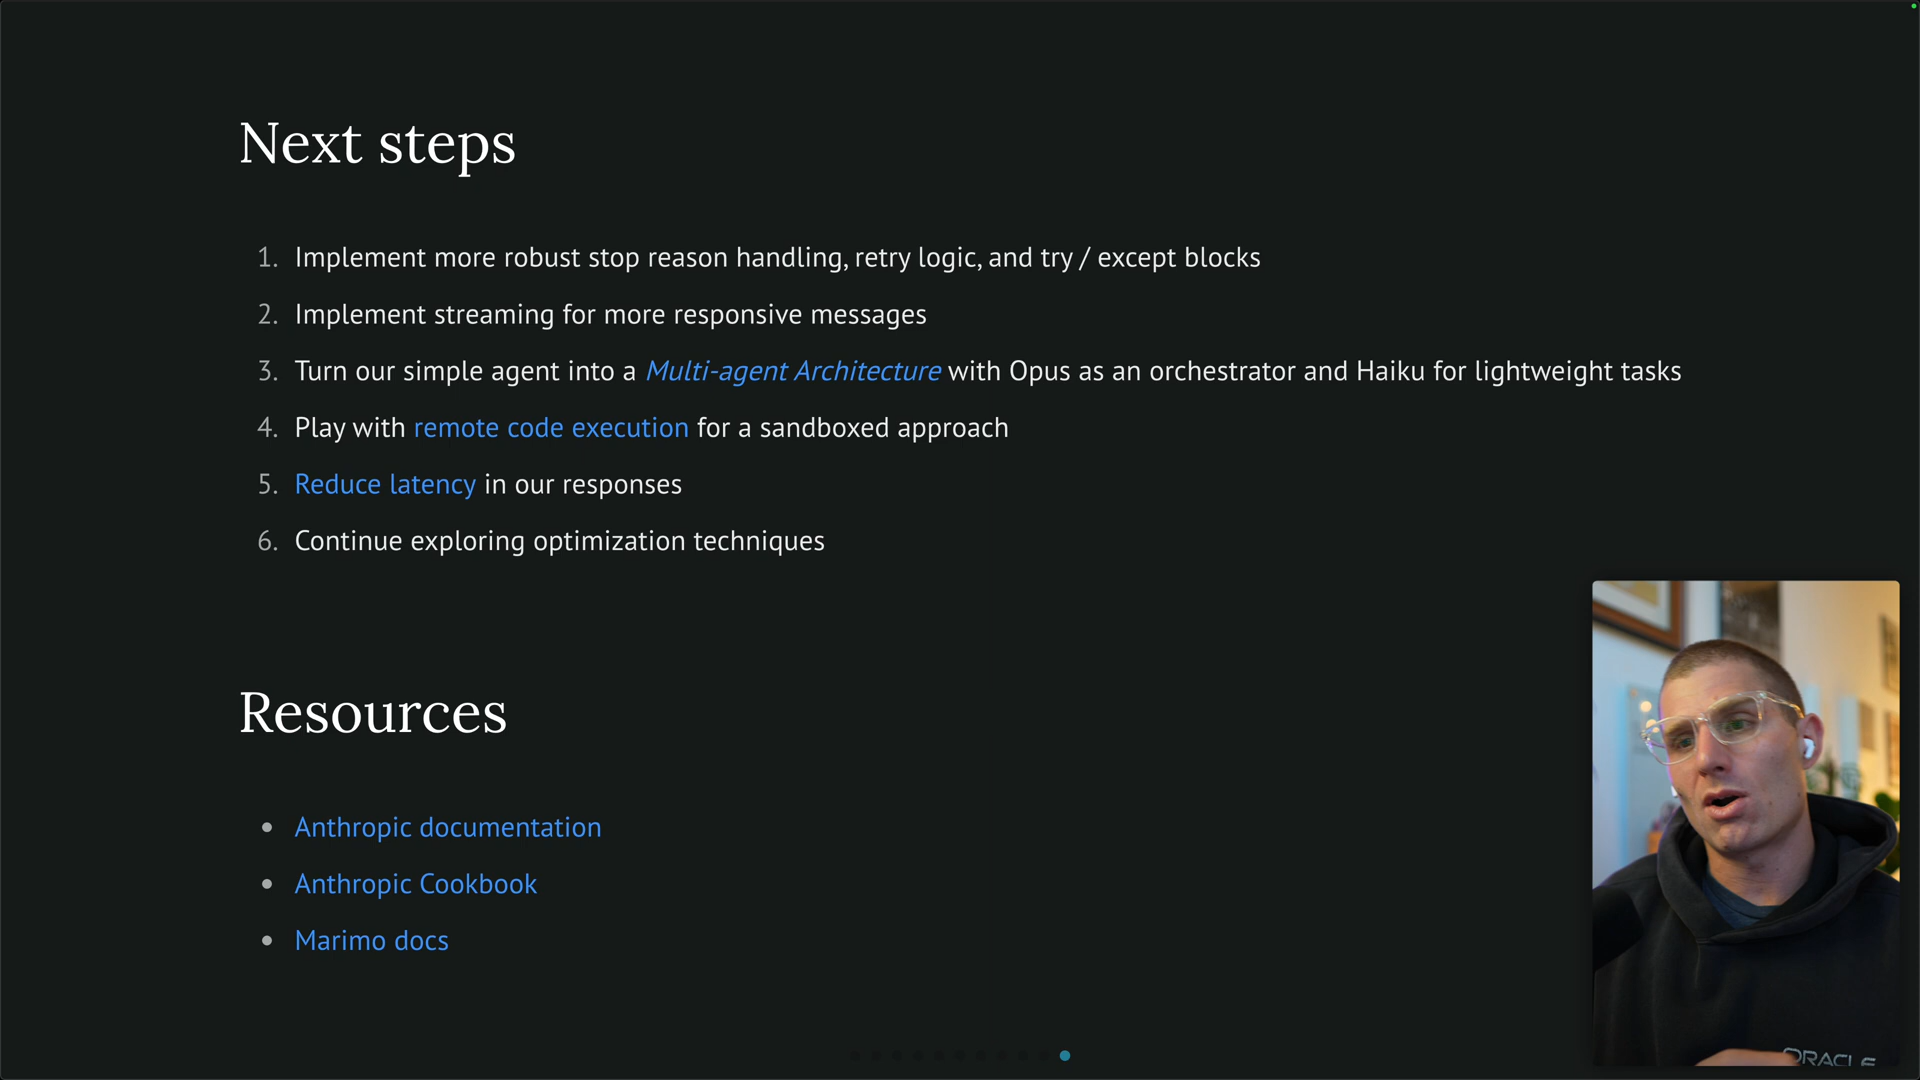 Next steps
1. Implement more robust stop reason handling, retry logic, and try / except blocks
2. Implement streaming for more responsive messages
3. Turn our simple agent into a Multi-agent Architecture with Opus as an orchestrator and Haiku for lightweight tasks
4. Play with remote code execution for a sandboxed approach
5. Reduce latency in our responses
6. Continue exploring optimization techniques
Resources
• Anthropic documentation
• Anthropic Cookbook
• Marimo docs
ORACLE